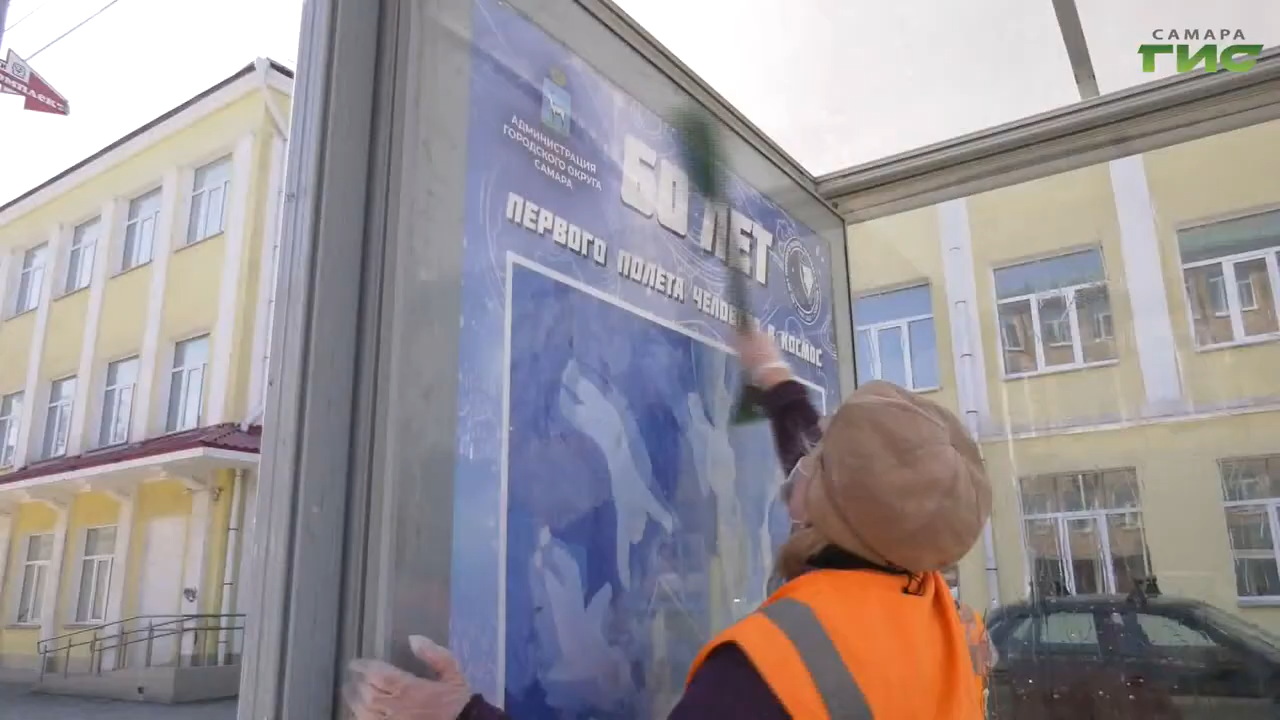 САМАРА
ГИС
АДМИНИСТРАЦИЯ
ГОРОДСКОГО ОКРУГА
САМАРА
60 ЛЕТ
ПЕРВОГО ПОЛЕТА ЧЕЛОВЕКА В КОСМОС